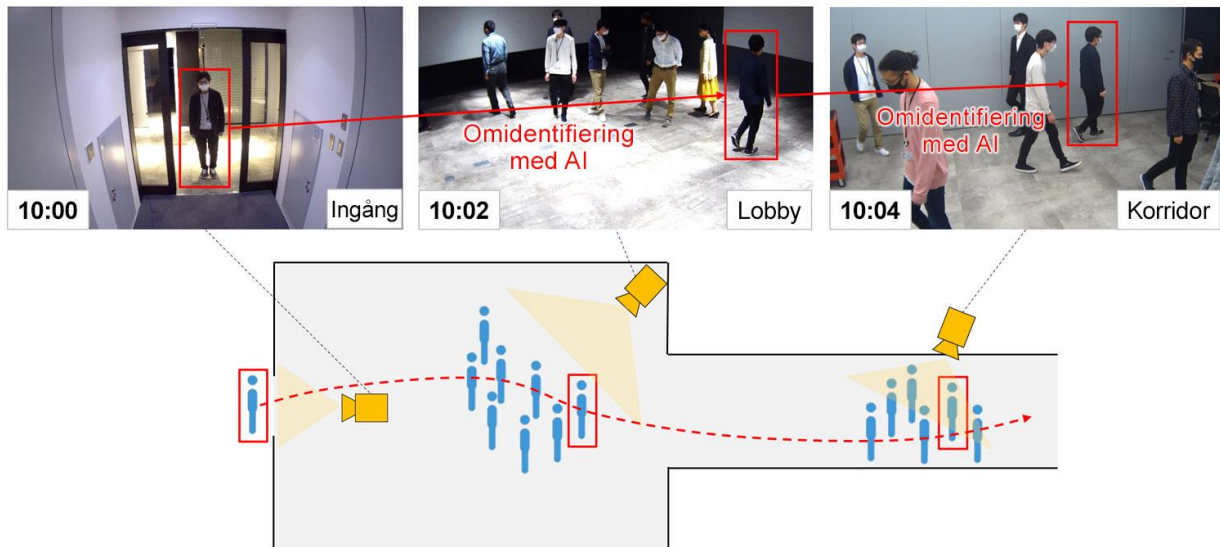 10:00
Ingång
Omidentifiering
med AI
10:02
Lobby
Omidentifiering
med AI
10:04
Korridor